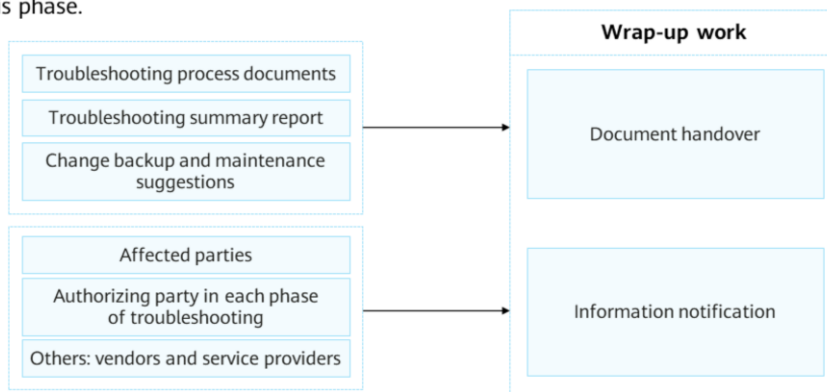 is phase.
Wrap-up work
Troubleshooting process documents
Troubleshooting summary report
Change backup and maintenance
suggestions
Document handover
Affected parties
Authorizing party in each phase
of troubleshooting
Others: vendors and service providers
Information notification